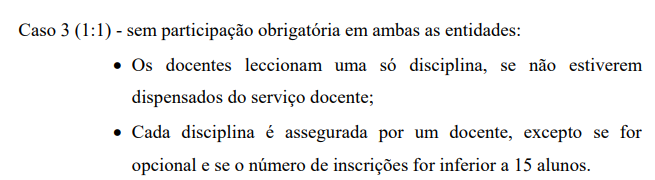 Caso 3 (1:1) - sem participação obrigatória em ambas as entidades:
• Os docentes leccionam uma só disciplina, se não estiverem
dispensados do serviço docente;
• Cada disciplina é assegurada por um docente, excepto se for
opcional e se o número de inscrições for inferior a 15 alunos.